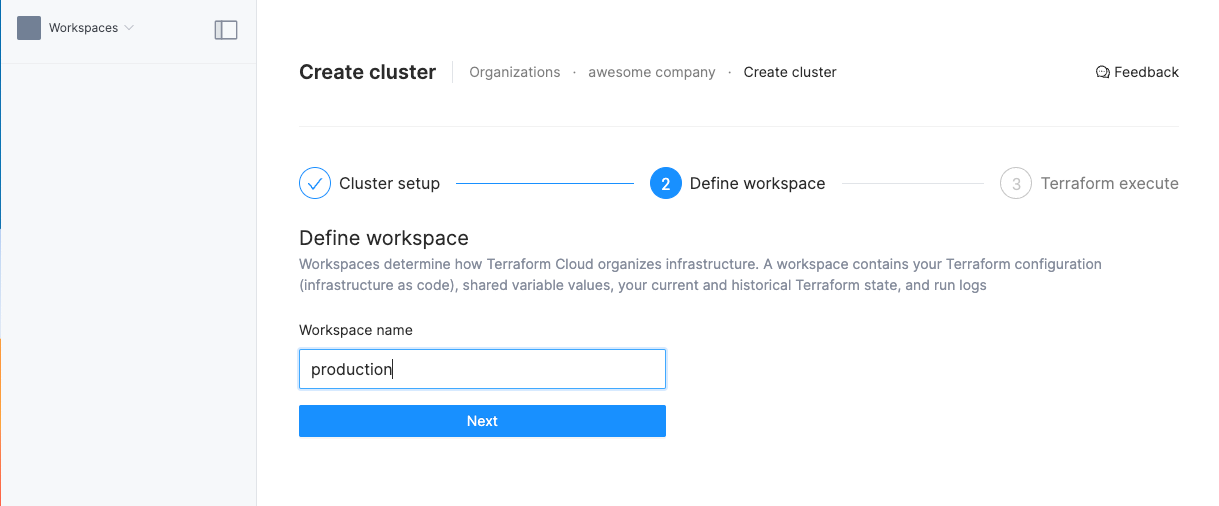 Workspaces
Create cluster
Organizations · awesome company · Create cluster
Feedback
Cluster setup
2 Define workspace
3 Terraform execute
Define workspace
Workspaces determine how Terraform Cloud organizes infrastructure. A workspace contains your Terraform configuration
(infrastructure as code), shared variable values, your current and historical Terraform state, and run logs
Workspace name
production
Next